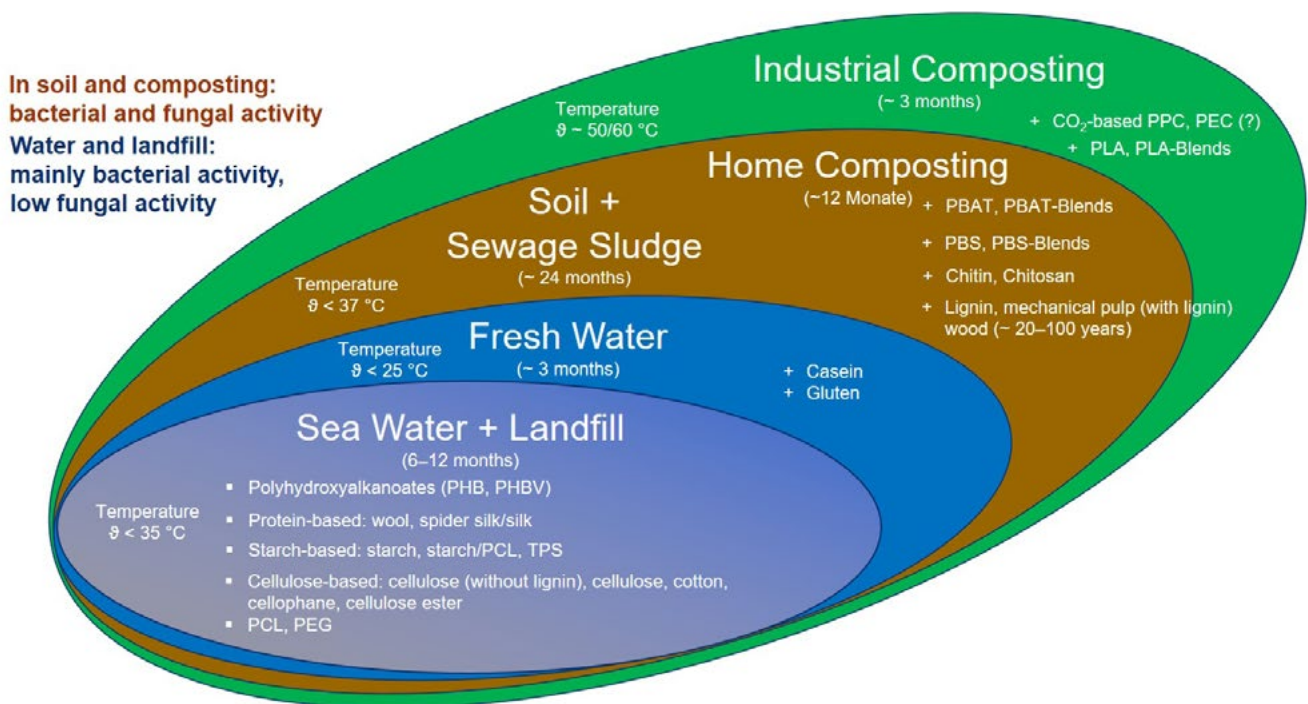 In soil and composting:
bacterial and fungal activity
Water and landfill:
mainly bacterial activity,
low fungal activity
Industrial Composting
(~ 3 months)
Temperature
ϑ ~ 50/60 °C
+ CO₂-based PPC, PEC (?)
+ PLA, PLA-Blends
Home Composting
(~12 Monate)
+ PBAT, PBAT-Blends
+ PBS, PBS-Blends
+ Chitin, Chitosan
+ Lignin, mechanical pulp (with lignin)
wood (~ 20–100 years)
Soil +
Sewage Sludge
(~ 24 months)
Temperature
ϑ < 37 °C
Fresh Water
(~ 3 months)
Temperature
ϑ < 25 °C
+ Casein
+ Gluten
Sea Water + Landfill
(6–12 months)
Temperature
ϑ < 35 °C
▪ Polyhydroxyalkanoates (PHB, PHBV)
▪ Protein-based: wool, spider silk/silk
▪ Starch-based: starch, starch/PCL, TPS
▪ Cellulose-based: cellulose (without lignin), cellulose, cotton,
cellophane, cellulose ester
▪ PCL, PEG